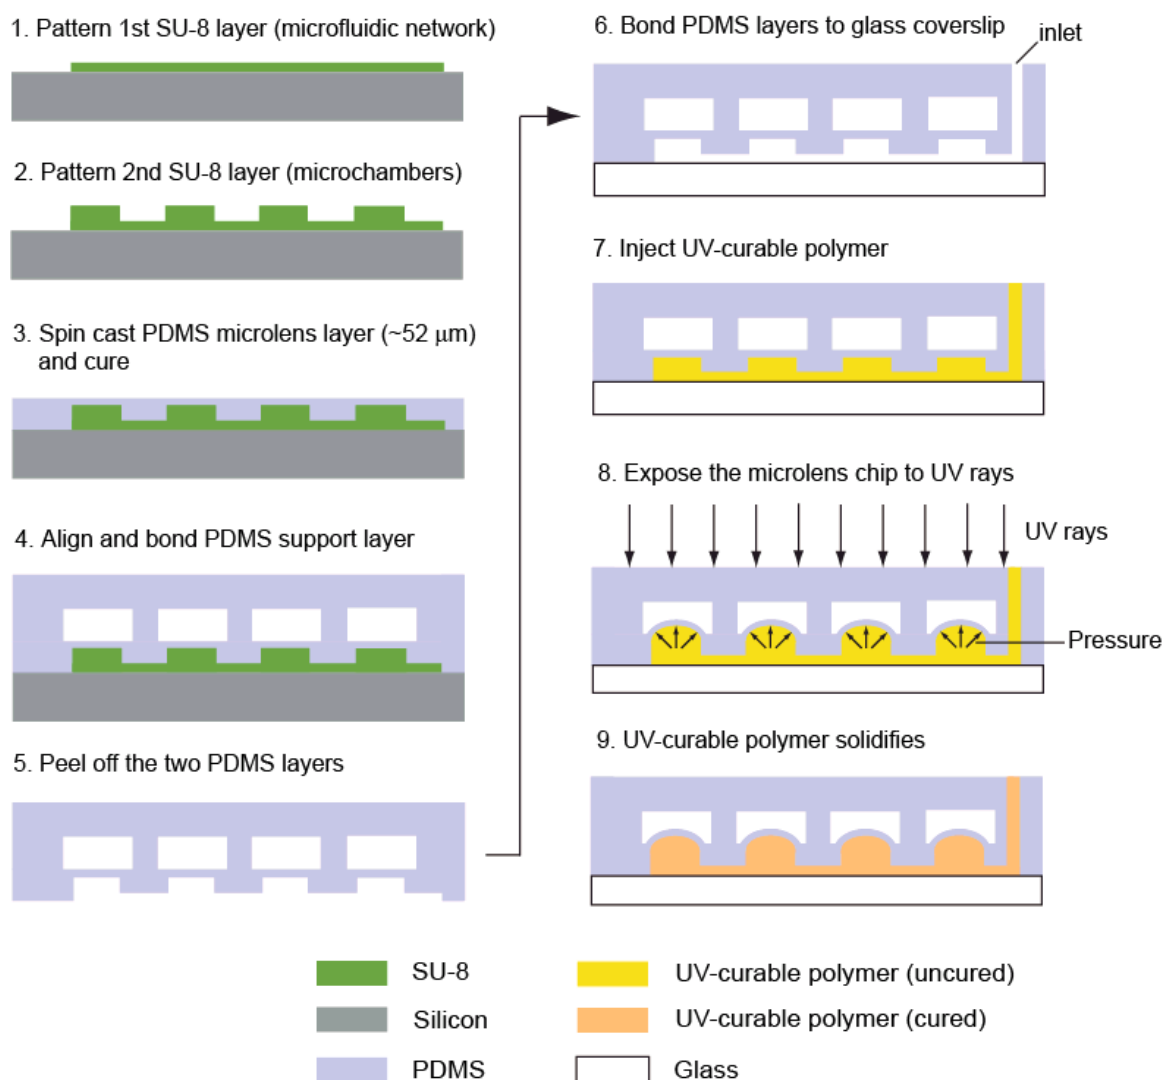 1. Pattern 1st SU-8 layer (microfluidic network)
2. Pattern 2nd SU-8 layer (microchambers)
3. Spin cast PDMS microlens layer (~52 μm)
and cure
4. Align and bond PDMS support layer
5. Peel off the two PDMS layers
6. Bond PDMS layers to glass coverslip
inlet
7. Inject UV-curable polymer
8. Expose the microlens chip to UV rays
UV rays
Pressure
9. UV-curable polymer solidifies
SU-8
Silicon
PDMS
UV-curable polymer (uncured)
UV-curable polymer (cured)
Glass